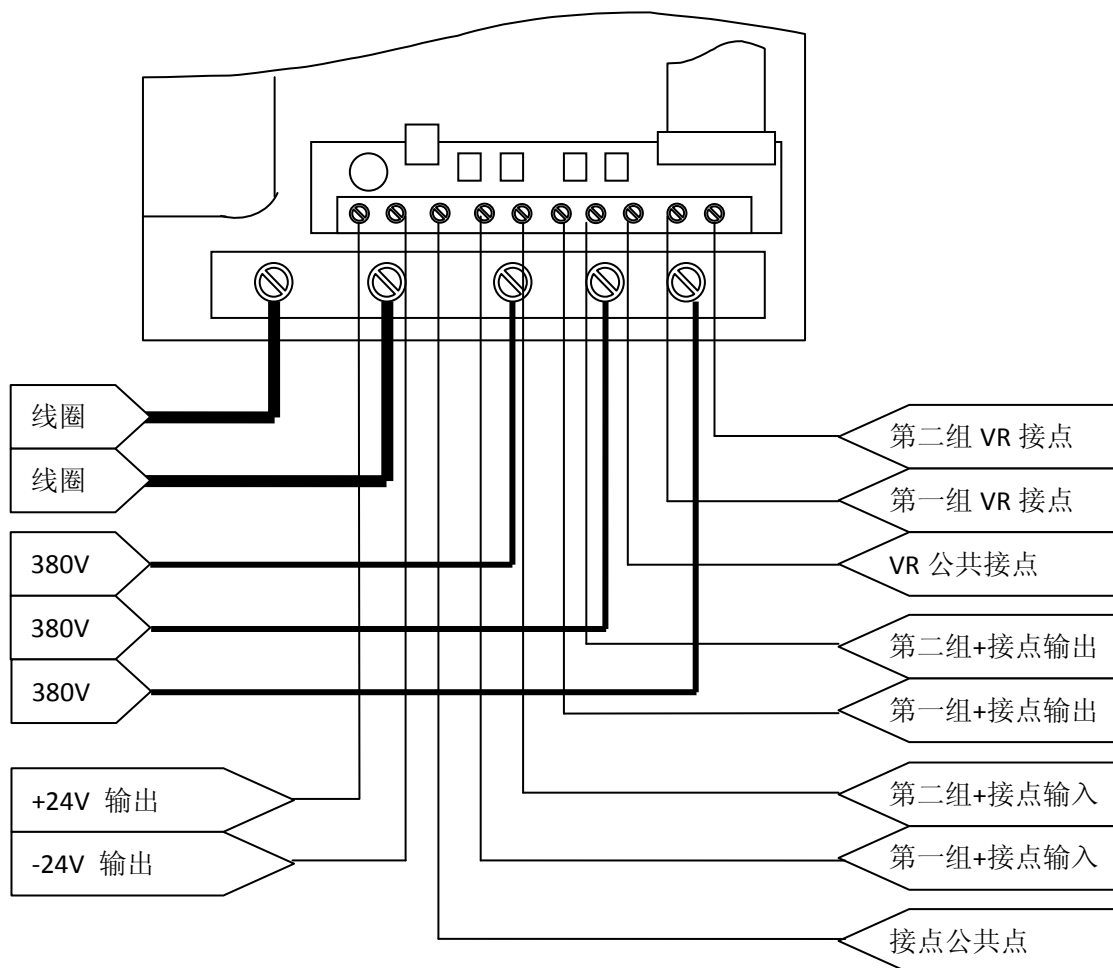 线圈
线圈
380V
380V
380V
+24V 输出
-24V 输出
第二组 VR 接点
第一组 VR 接点
VR 公共接点
第二组+接点输出
第一组+接点输出
第二组+接点输入
第一组+接点输入
接点公共点